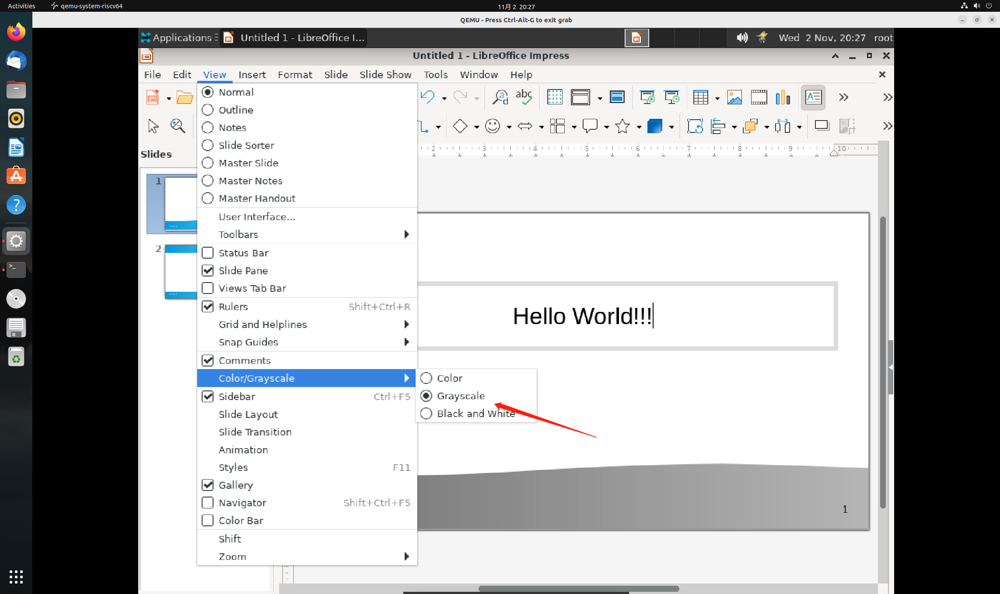 Activities qemu-system-riscv64 11月 2 20:27
QEMU - Press Ctrl-Alt-G to exit grab
Applications Untitled 1 - LibreOffice I... Wed 2 Nov, 20:27 root
Untitled 1 - LibreOffice Impress
File Edit View Insert Format Slide Slide Show Tools Window Help
Normal
Outline
Notes
Slide Sorter
Master Slide
Master Notes
Master Handout
User Interface...
Toolbars
Status Bar
Slide Pane
Views Tab Bar
Rulers Shift+Ctrl+R
Grid and Helplines
Snap Guides
Comments
Color/Grayscale
Sidebar Ctrl+F5
Slide Layout
Slide Transition
Animation
Styles F11
Gallery
Navigator Shift+Ctrl+F5
Color Bar
Shift
Zoom
Color
Grayscale
Black and White
abc
Slides
1
2
2 3 4 5 6 7 8 9 10
Hello World!!!
1